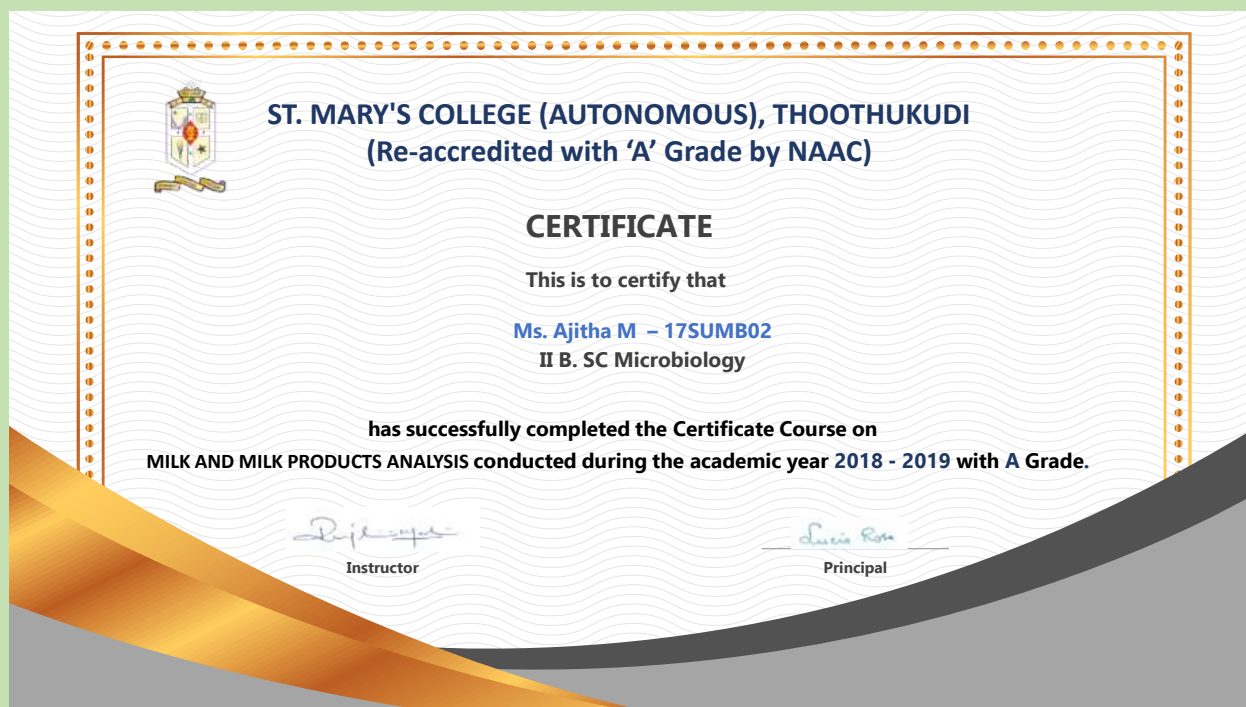 ST. MARY'S COLLEGE (AUTONOMOUS), THOOTHUKUDI
(Re-accredited with ‘A’ Grade by NAAC)
CERTIFICATE
This is to certify that
Ms. Ajitha M – 17SUMB02
II B. SC Microbiology
has successfully completed the Certificate Course on
MILK AND MILK PRODUCTS ANALYSIS conducted during the academic year 2018 - 2019 with A Grade.
Lucia Rose
Instructor
Principal